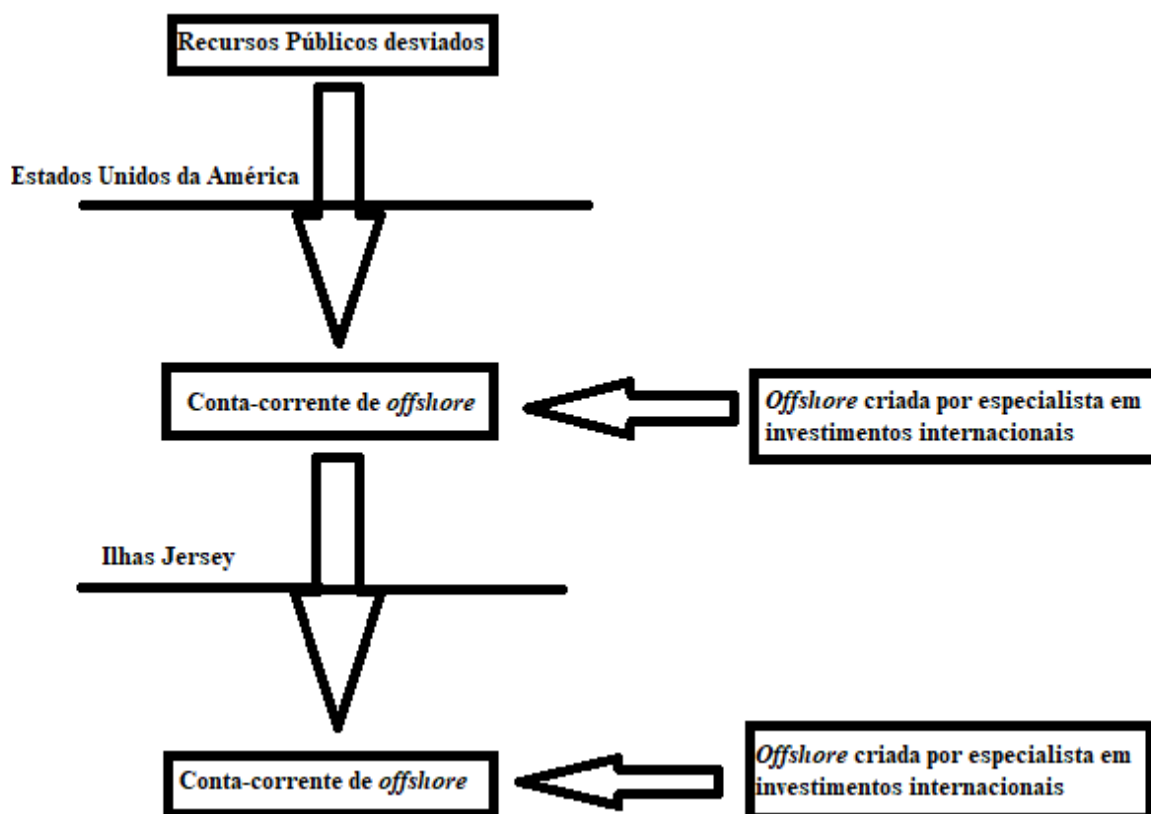 Recursos Públicos desviados
Estados Unidos da América
Conta-corrente de offshore
Offshore criada por especialista em
investimentos internacionais
Ilhas Jersey
Conta-corrente de offshore
Offshore criada por especialista em
investimentos internacionais